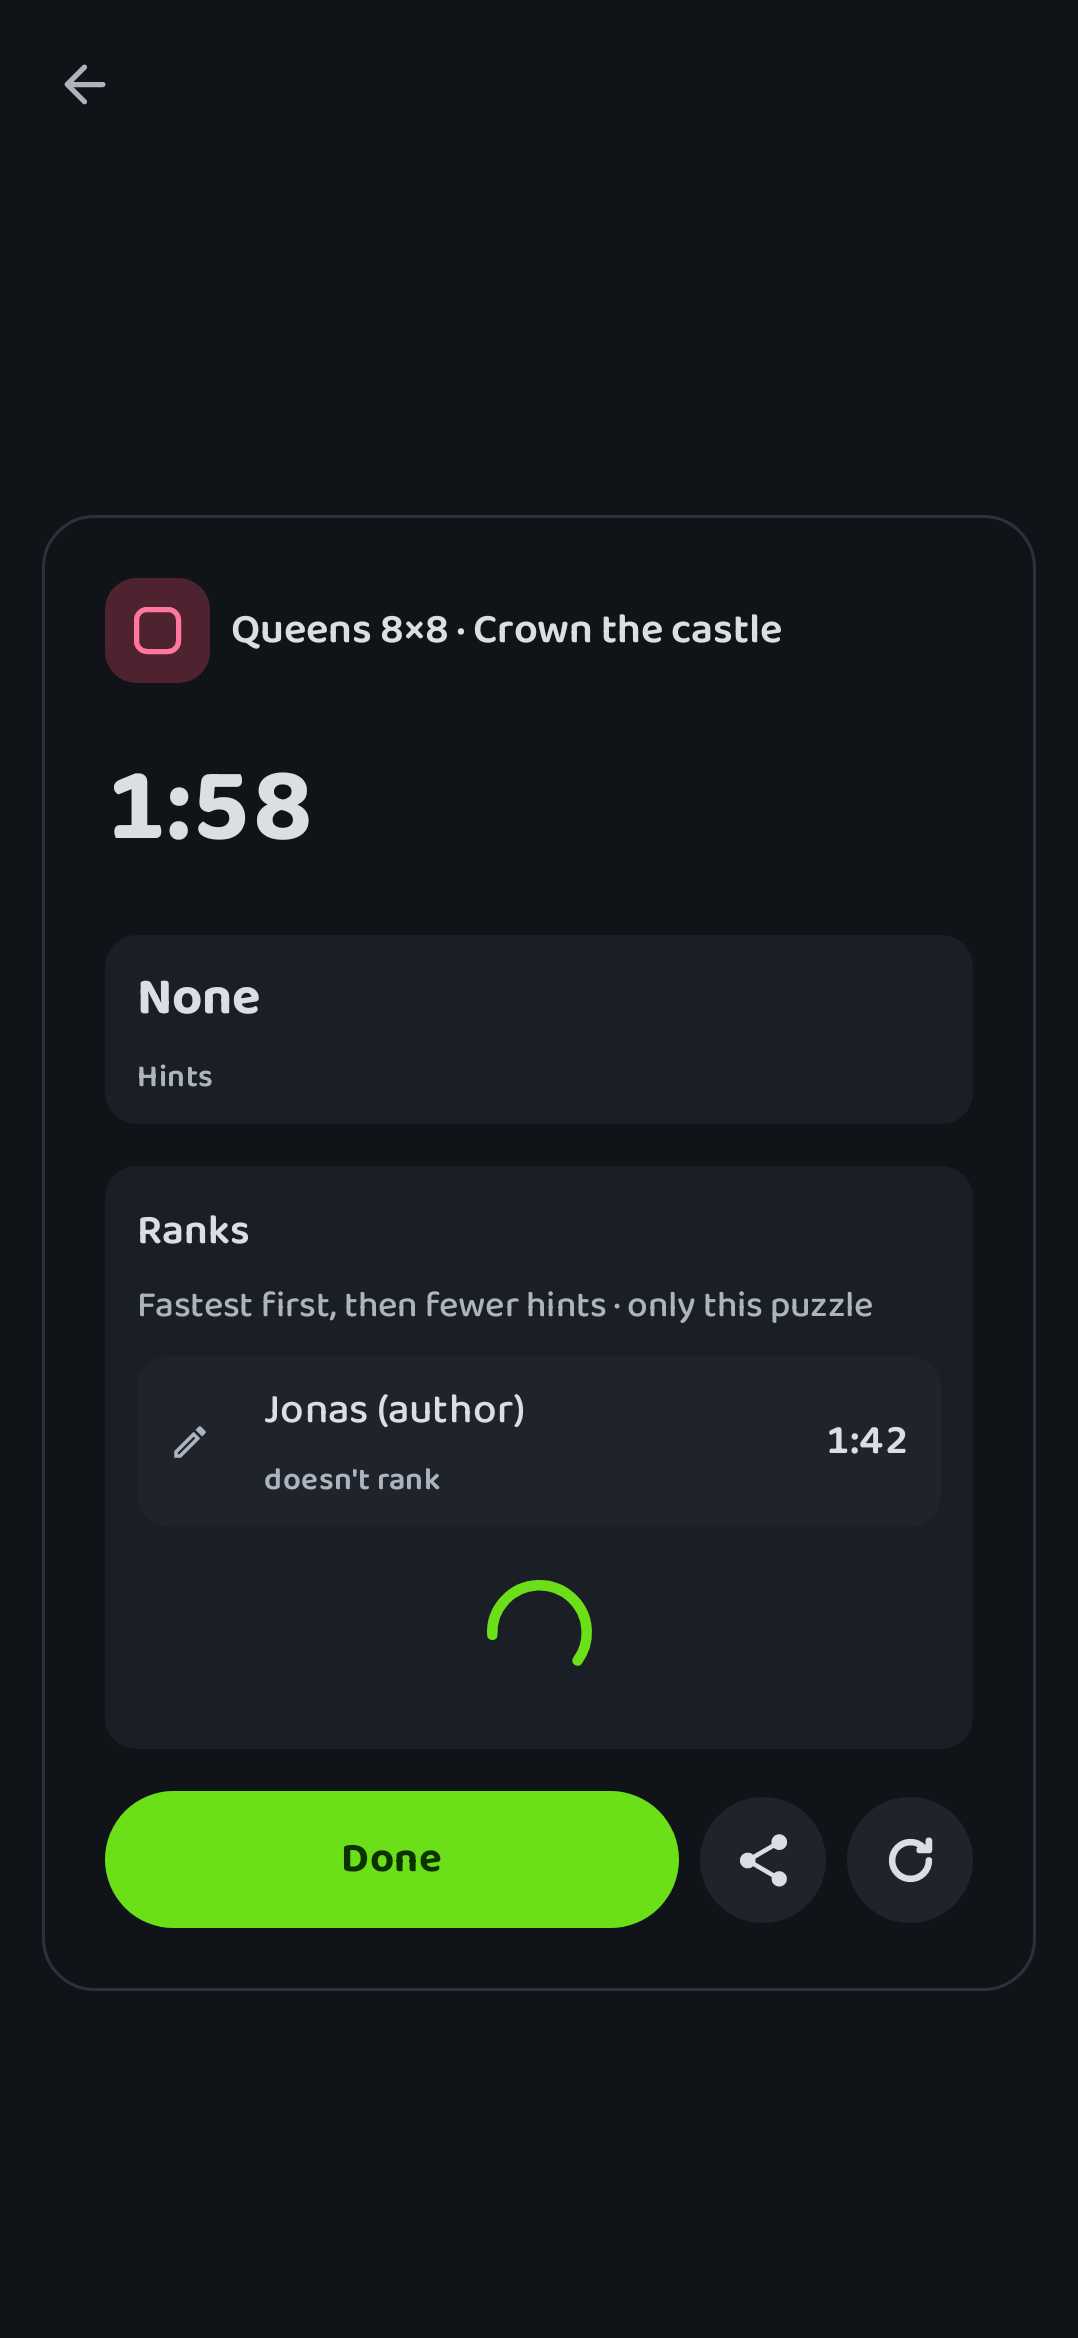 Queens 8×8 · Crown the castle
1:58
None
Hints
Ranks
Fastest first, then fewer hints · only this puzzle
Jonas (author)
doesn't rank
1:42
Done